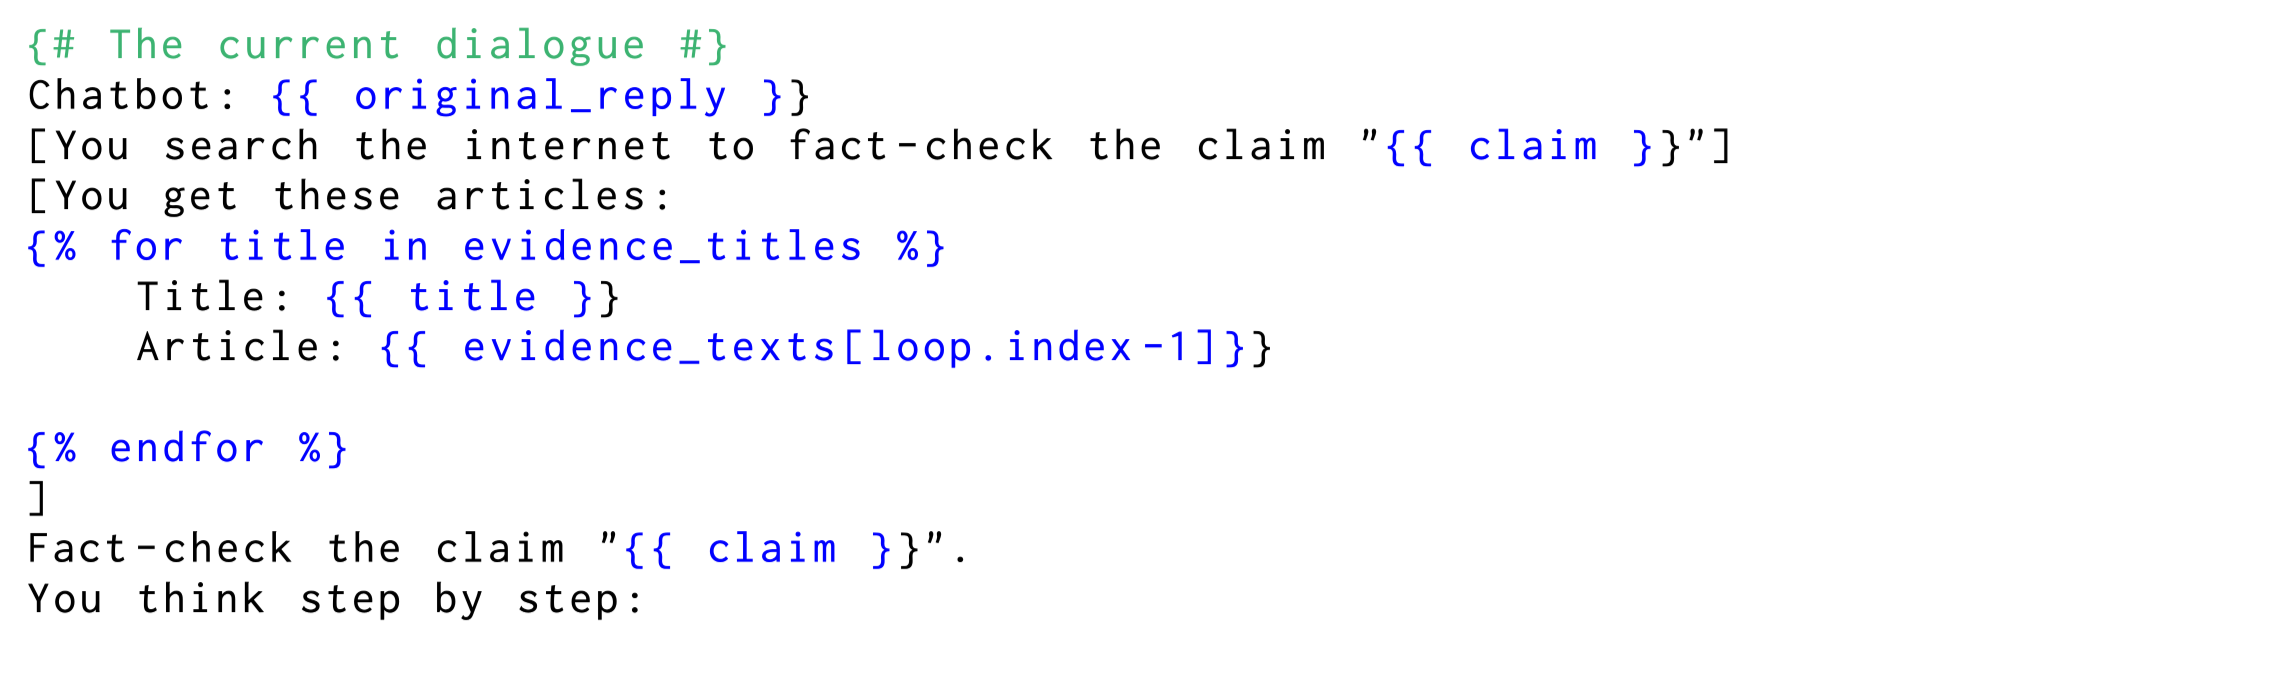 {# The current dialogue #}
Chatbot: {{ original_reply }}
[You search the internet to fact-check the claim "{{ claim }}"]
[You get these articles:
{% for title in evidence_titles %}
    Title: {{ title }}
    Article: {{ evidence_texts[loop.index-1]}}
{% endfor %}
]
Fact-check the claim "{{ claim }}".
You think step by step: